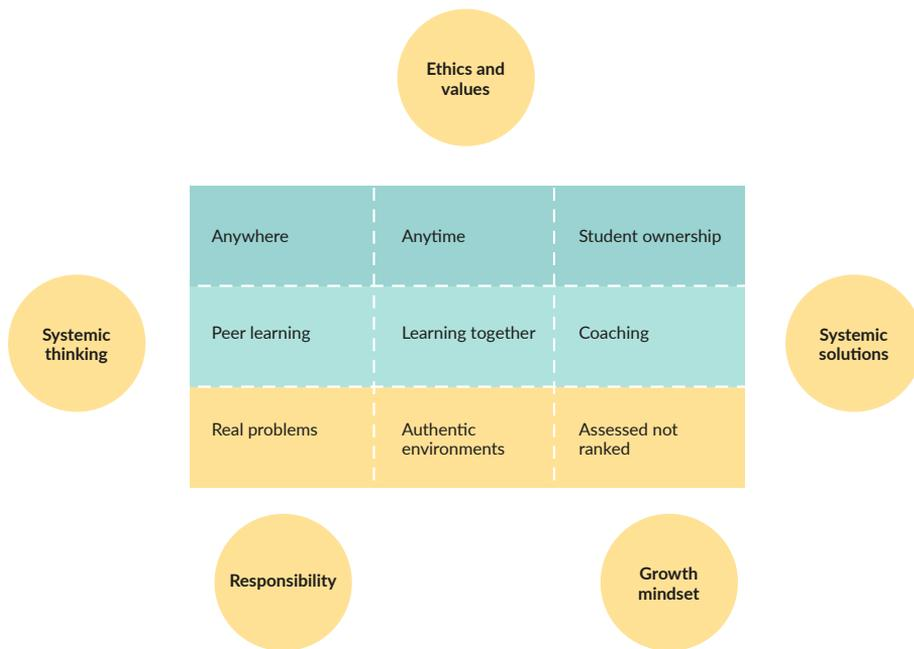 Ethics and
values
Anywhere
Anytime
Student ownership
Systemic
thinking
Peer learning
Learning together
Coaching
Systemic
solutions
Real problems
Authentic
environments
Assessed not
ranked
Responsibility
Growth
mindset